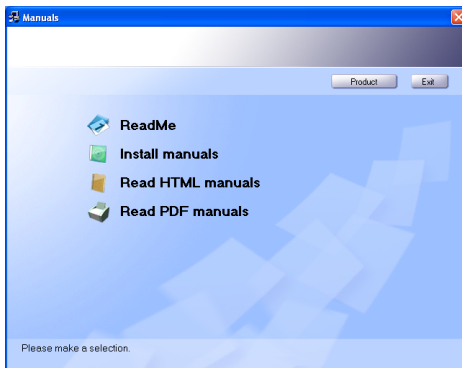 Manuals
Product Exit
ReadMe
Install manuals
Read HTML manuals
Read PDF manuals
Please make a selection.